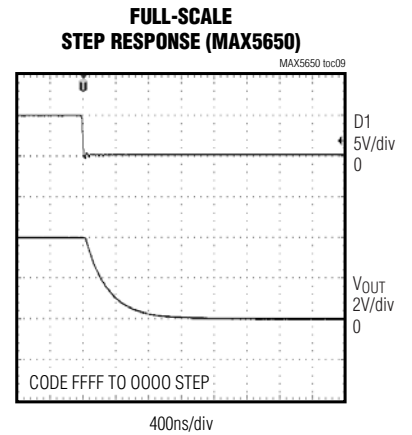 FULL-SCALE
STEP RESPONSE (MAX5650)
MAX5650 toc09
D1
5V/div
0
VOUT
2V/div
0
CODE FFFF TO 0000 STEP
400ns/div